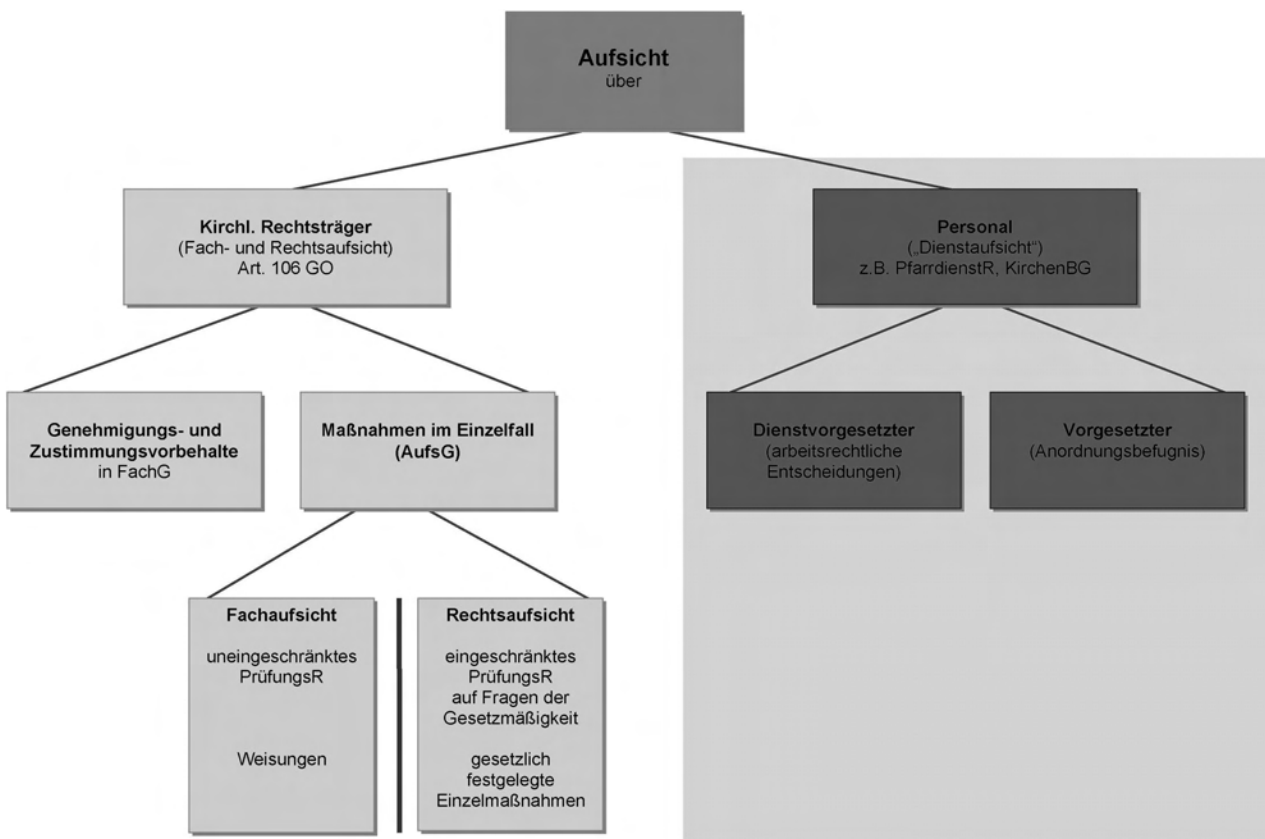 Aufsicht
über
Kirchl. Rechtsträger
(Fach- und Rechtsaufsicht)
Art. 106 GO
Personal
(„Dienstaufsicht“)
z.B. PfarrdienstR, KirchenBG
Genehmigungs- und
Zustimmungsvorbehalte
in FachG
Maßnahmen im Einzelfall
(AufsG)
Dienstvorgesetzter
(arbeitsrechtliche
Entscheidungen)
Vorgesetzter
(Anordnungsbefugnis)
Fachaufsicht
uneingeschränktes
PrüfungsR
Weisungen
Rechtsaufsicht
eingeschränktes
PrüfungsR
auf Fragen der
Gesetzmäßigkeit
gesetzlich
festgelegte
Einzelmaßnahmen